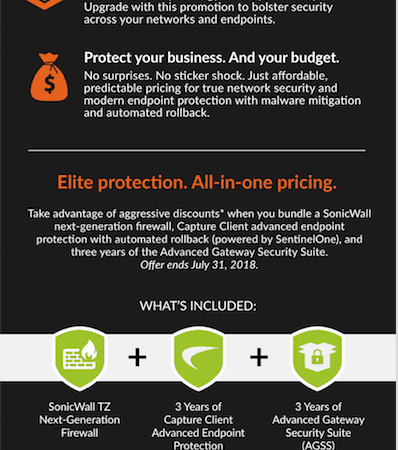 Upgrade with this promotion to bolster security
across your networks and endpoints.
Protect your business. And your budget.
No surprises. No sticker shock. Just affordable,
predictable pricing for true network security and
modern endpoint protection with malware mitigation
and automated rollback.
Elite protection. All-in-one pricing.
Take advantage of aggressive discounts* when you bundle a SonicWall
next-generation firewall, Capture Client advanced endpoint
protection with automated rollback (powered by SentinelOne), and
three years of the Advanced Gateway Security Suite.
Offer ends July 31, 2018.
WHAT'S INCLUDED:
+ +
SonicWall TZ
Next-Generation
Firewall
3 Years of
Capture Client
Advanced Endpoint
Protection
3 Years of
Advanced Gateway
Security Suite
(AGSS)